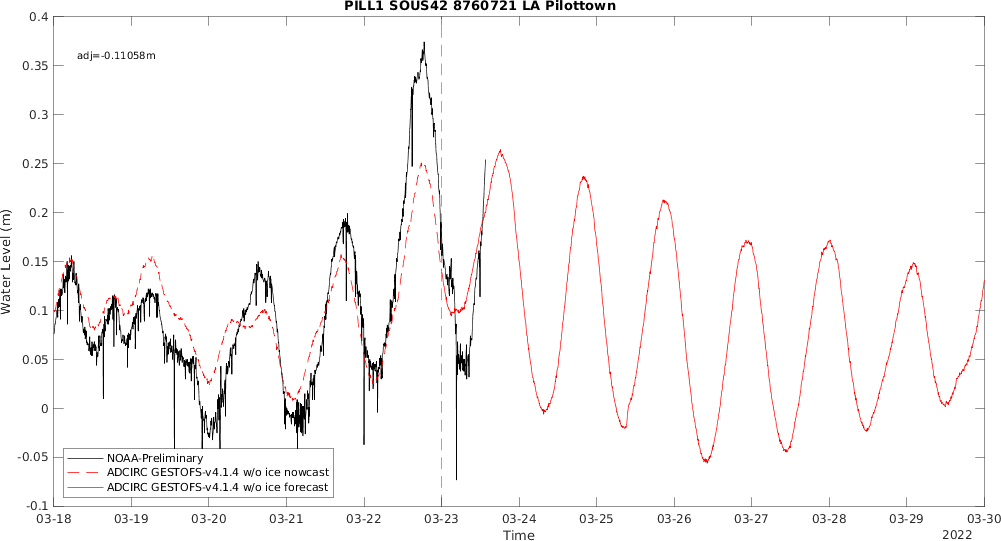 PILL1 SOUS42 8760721 LA Pilottown
adj=-0.11058m
Water Level (m)
0.4
0.35
0.3
0.25
0.2
0.15
0.1
0.05
0
-0.05
-0.1
NOAA-Preliminary
ADCIRC GESTOFS-v4.1.4 w/o ice nowcast
ADCIRC GESTOFS-v4.1.4 w/o ice forecast
03-18 03-19 03-20 03-21 03-22 03-23 03-24 03-25 03-26 03-27 03-28 03-29 03-30
Time
2022